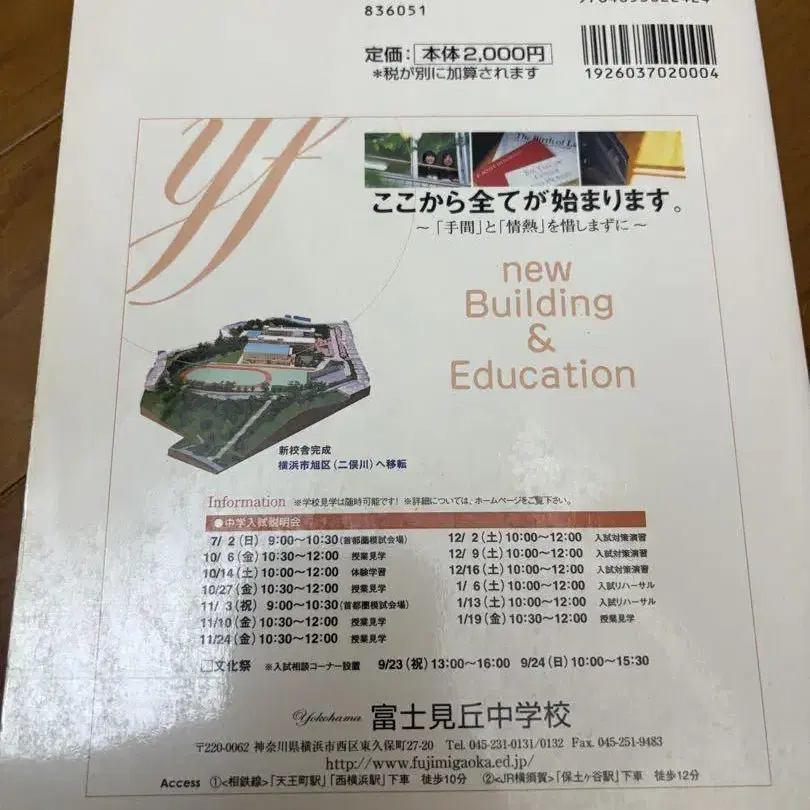 836051
定価：本体2,000円
*税が別に加算されます
1926037020004
yf
ここから全てが始まります。
～「手間」と「情熱」を惜しまずに～
new
Building
&
Education
新校舎完成
横浜市旭区（二俣川）へ移転
Information ※学校見学は随時可能です! ※詳細については、ホームページをご覧下さい。
●中学入試説明会
7/ 2（日） 9:00～10:30（首都圏模試会場）
10/ 6（金）10:30～12:00 授業見学
10/14（土）10:00～12:00 体験学習
10/27（金）10:30～12:00 授業見学
11/ 3（祝） 9:00～10:30（首都圏模試会場）
11/10（金）10:30～12:00 授業見学
11/24（金）10:30～12:00 授業見学
12/ 2（土）10:00～12:00 入試対策演習
12/ 9（土）10:00～12:00 入試対策演習
12/16（土）10:00～12:00 入試対策演習
1/ 6（土）10:00～12:00 入試リハーサル
1/13（土）10:00～12:00 入試リハーサル
1/19（金）10:30～12:00 授業見学
□文化祭 ※入試相談コーナー設置 9/23（祝）13:00～16:00 9/24（日）10:00～15:30
Yokohama 富士見丘中学校
〒220-0062 神奈川県横浜市西区東久保町27-20 Tel. 045-231-0131/0132 Fax. 045-251-9483
http://www.fujimigaoka.ed.jp/
Access ①<相鉄線>「天王町駅」「西横浜駅」下車 徒歩10分 ②<JR横須賀>「保土ヶ谷駅」下車 徒歩12分